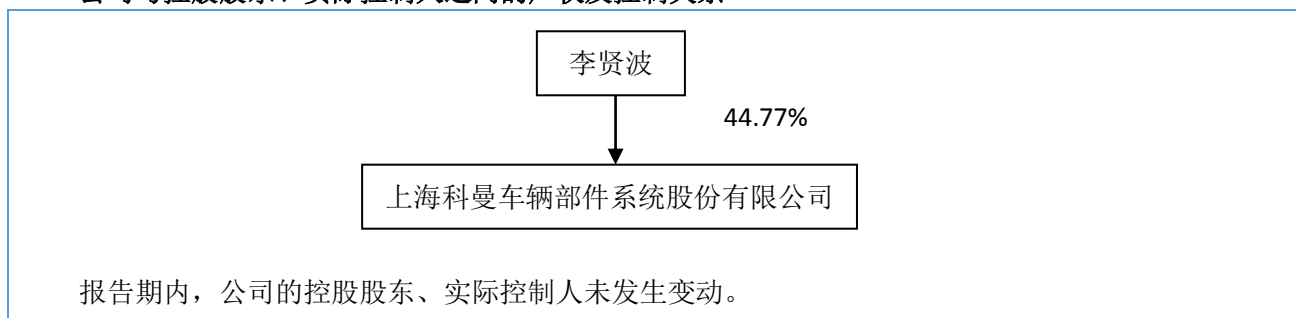 李贤波
44.77%
上海科曼车辆部件系统股份有限公司
报告期内，公司的控股股东、实际控制人未发生变动。